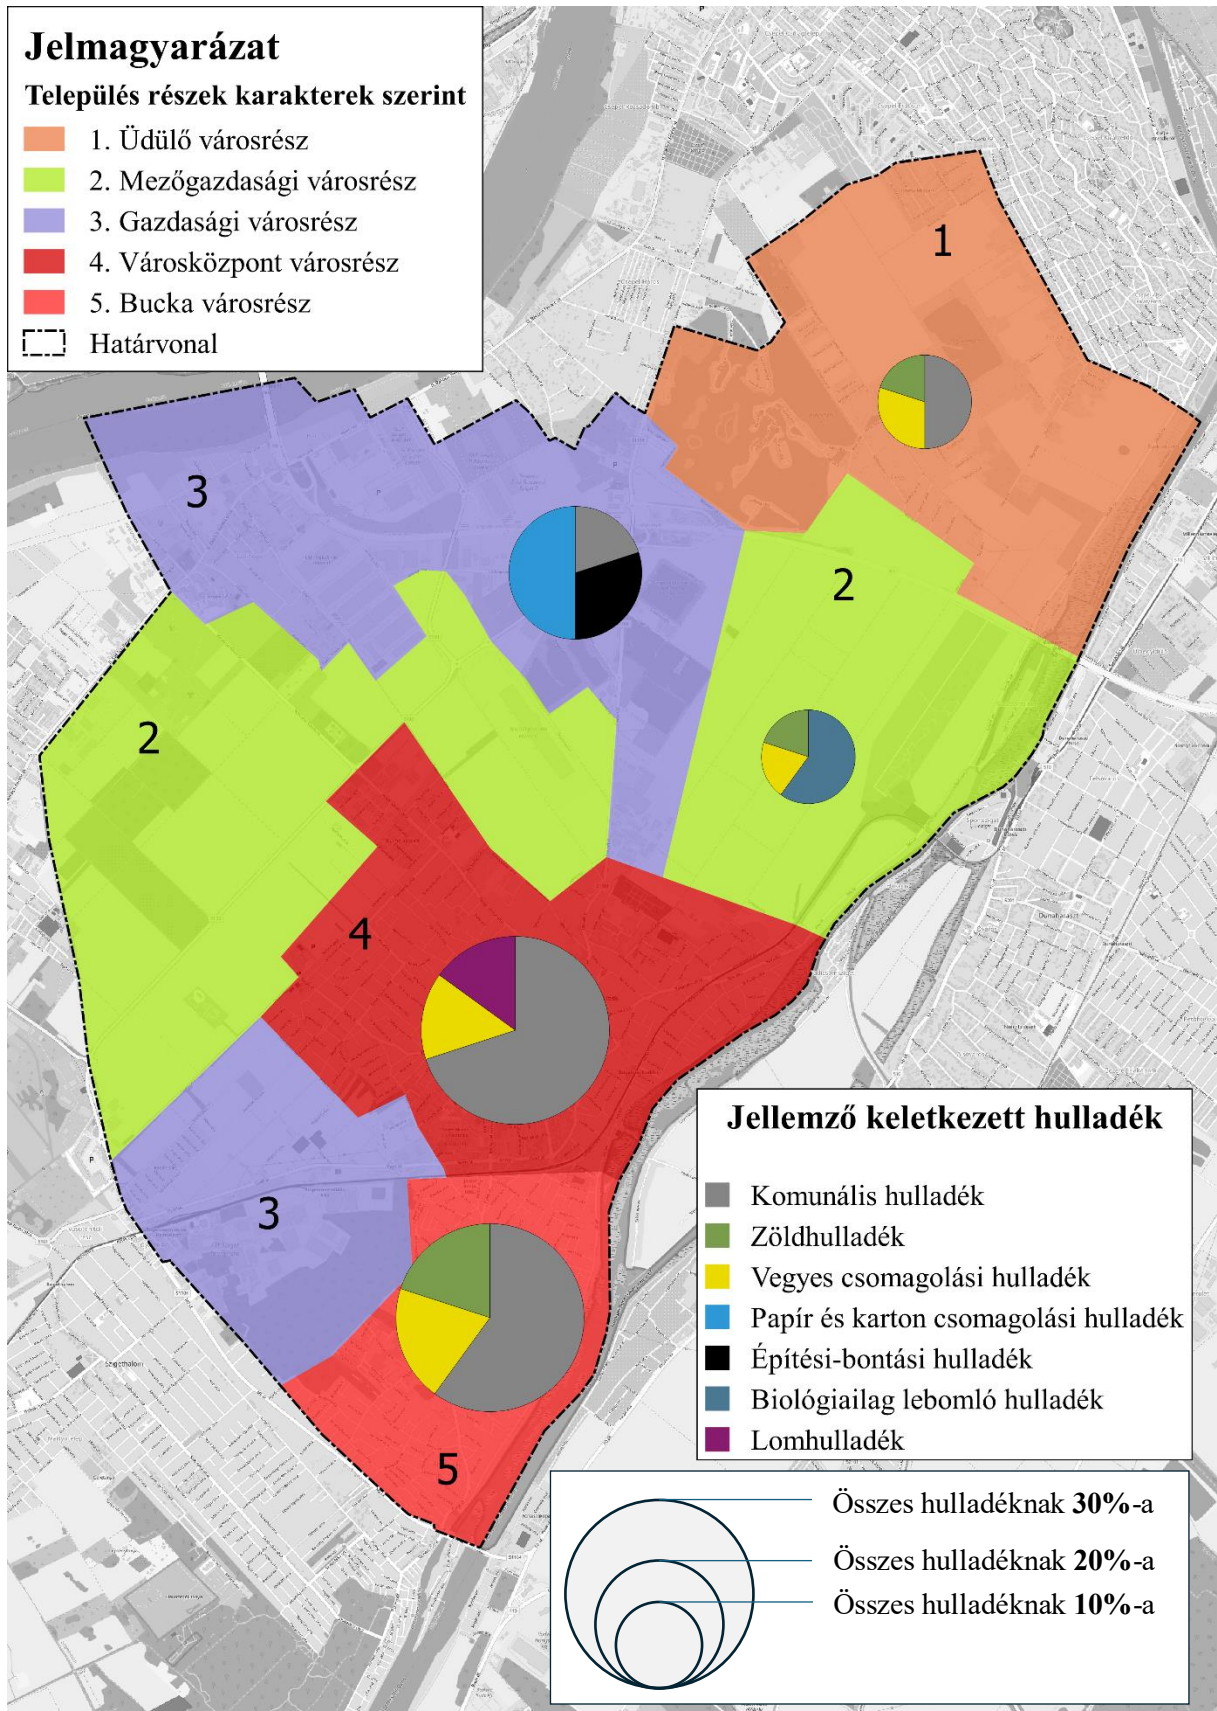 Jelmagyarázat
Település részek karakterek szerint
1. Üdülő városrész
2. Mezőgazdasági városrész
3. Gazdasági városrész
4. Városközpont városrész
5. Bucka városrész
Határvonal
1
3
2
2
4
3
5
Dunaharaszti
Szigethalom
Jellemző keletkezett hulladék
Komunális hulladék
Zöldhulladék
Vegyes csomagolási hulladék
Papír és karton csomagolási hulladék
Építési-bontási hulladék
Biológiailag lebomló hulladék
Lomhulladék
Összes hulladéknak 30%-a
Összes hulladéknak 20%-a
Összes hulladéknak 10%-a